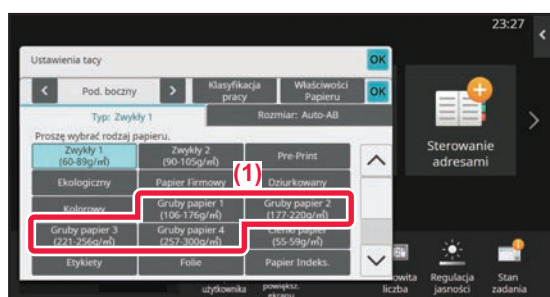 23:27
Ustawienia tacy
OK
Pod. boczny
Klasyfikacja
pracy
Właściwości
Papieru
OK
Typ: Zwykły 1
Rozmiar: Auto-AB
Proszę wybrać rodzaj papieru.
Zwykły 1
(60-89g/㎡)
Zwykły 2
(90-105g/㎡)
Pre-Print
Ekologiczny
Papier Firmowy
(1)
Dziurkowany
Kolorowy
Gruby papier 1
(106-176g/㎡)
Gruby papier 2
(177-220g/㎡)
Gruby papier 3
(221-256g/㎡)
Gruby papier 4
(257-300g/㎡)
Cienki papier
(55-59g/㎡)
Etykiety
Folie
Papier Indeks.
Sterowanie
adresami
użytkownika
powiększ.
ekranu
liczba
Regulacja
jasności
Stan
zadania